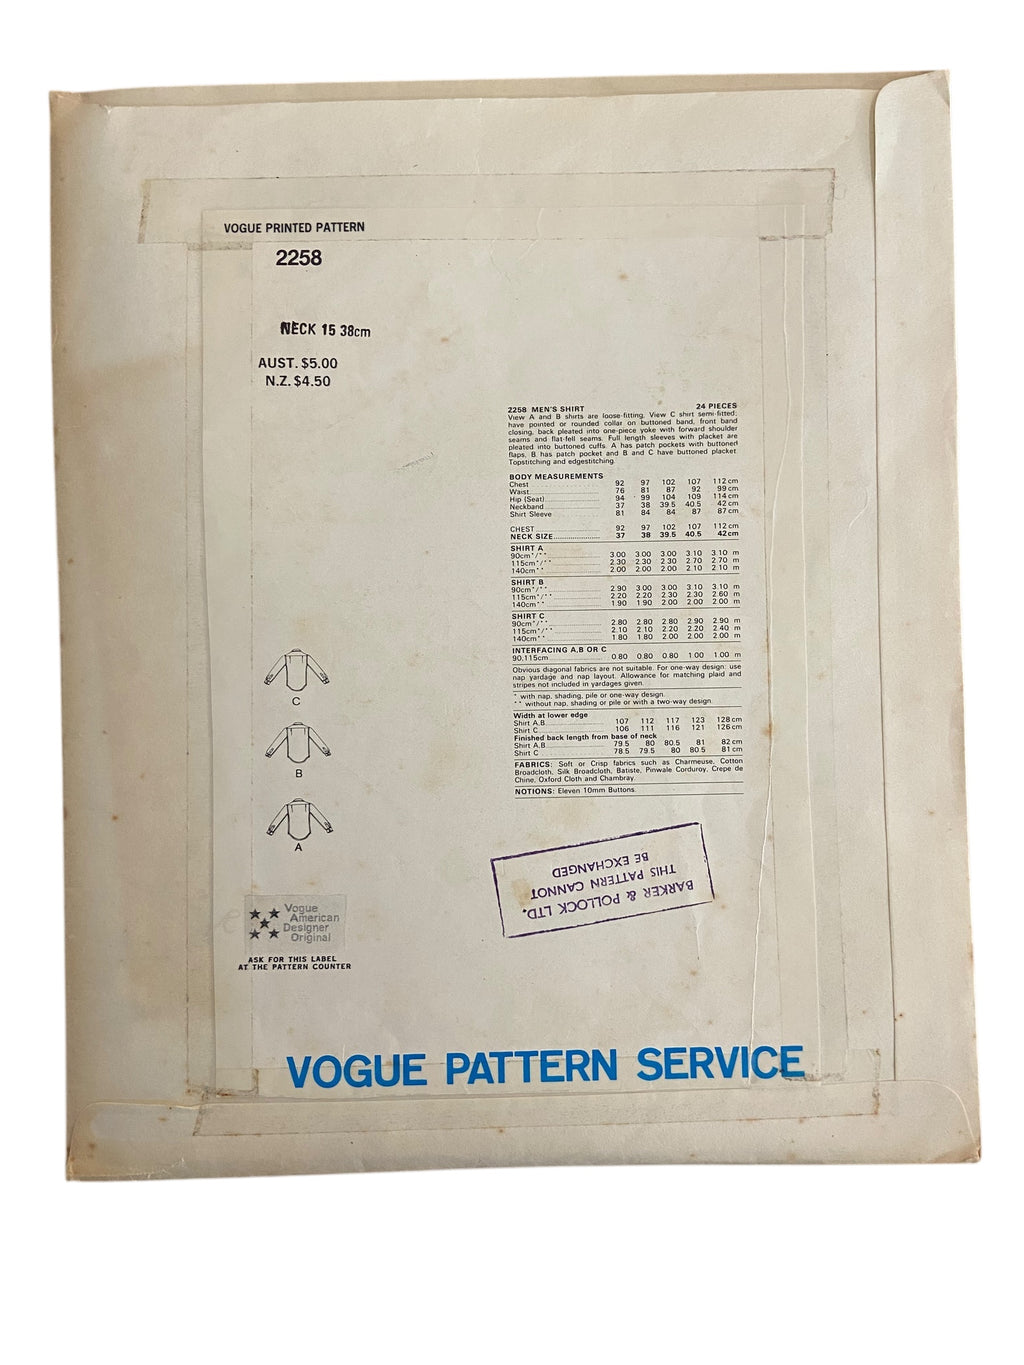 VOGUE PRINTED PATTERN
2258
NECK 15 38cm
AUST. $5.00
N.Z. $4.50
2258 MEN'S SHIRT 24 PIECES
View A and B shirts are loose-fitting. View C shirt semi-fitted;
have pointed or rounded collar on buttoned band, front band
closing, back pleated into one-piece yoke with forward shoulder
seams and flat-fell seams. Full length sleeves with placket are
pleated into buttoned cuffs. A has patch pockets with buttoned
flaps, B has patch pocket and B and C have buttoned placket.
Topstitching and edgestitching.
BODY MEASUREMENTS
Chest 92 97 102 107 112 cm
Waist 76 81 87 92 99 cm
Hip (Seat) 94 99 104 109 114 cm
Neckband 37 38 39.5 40.5 42 cm
Shirt Sleeve 81 84 84 87 87 cm
CHEST 92 97 102 107 112 cm
NECK SIZE 37 38 39.5 40.5 42cm
SHIRT A
90cm*/** 3.00 3.00 3.00 3.10 3.10 m
115cm*/** 2.30 2.30 2.30 2.70 2.70 m
140cm** 2.00 2.00 2.00 2.10 2.10 m
SHIRT B
90cm*/** 2.90 3.00 3.00 3.10 3.10 m
115cm*/** 2.20 2.20 2.30 2.30 2.60 m
140cm** 1.90 1.90 2.00 2.00 2.00 m
SHIRT C
90cm*/** 2.80 2.80 2.80 2.90 2.90 m
115cm*/** 2.10 2.10 2.20 2.20 2.40 m
140cm** 1.80 1.80 2.00 2.00 2.00 m
INTERFACING A,B OR C
90,115cm 0.80 0.80 0.80 1.00 1.00 m
Obvious diagonal fabrics are not suitable. For one-way design: use
nap yardage and nap layout. Allowance for matching plaid and
stripes not included in yardages given.
* with nap, shading, pile or one-way design.
** without nap, shading or pile or with a two-way design.
Width at lower edge
Shirt A,B 107 112 117 123 128 cm
Shirt C 106 111 116 121 126 cm
Finished back length from base of neck
Shirt A,B 79.5 80 80.5 81 82 cm
Shirt C 78.5 79.5 80 80.5 81 cm
FABRICS: Soft or Crisp fabrics such as Charmeuse, Cotton
Broadcloth, Silk Broadcloth, Batiste, Pinwale Corduroy, Crepe de
Chine, Oxford Cloth and Chambray.
NOTIONS: Eleven 10mm Buttons.
C
B
A
BARKER & POLLOCK LTD.
THIS PATTERN CANNOT
BE EXCHANGED
Vogue
American
Designer
Original
ASK FOR THIS LABEL
AT THE PATTERN COUNTER
VOGUE PATTERN SERVICE